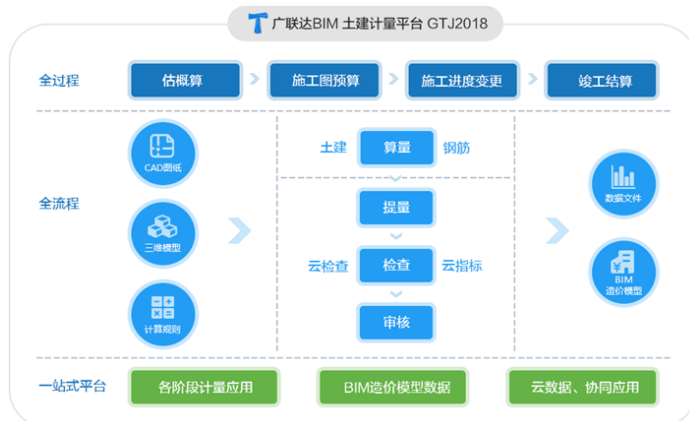 广联达BIM 土建计量平台 GTJ2018
全过程
估概算
施工图预算
施工进度变更
竣工结算
全流程
CAD图纸
三维模型
计算规则
土建
算量
钢筋
提量
云检查
检查
云指标
审核
数据文件
BIM
造价模型
一站式平台
各阶段计量应用
BIM造价模型数据
云数据、协同应用